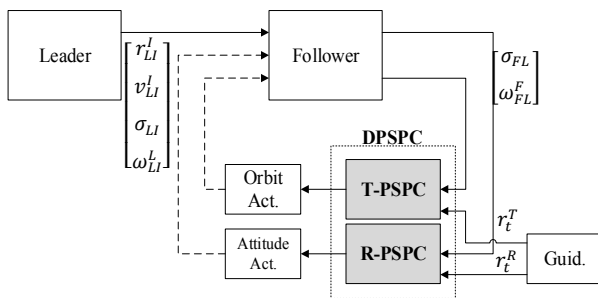 Leader
r_{LI}^{I}
v_{LI}^{I}
σ_{LI}
ω_{LI}^{L}
Follower
σ_{FL}
ω_{FL}^{F}
DPSPC
Orbit
Act.
T-PSPC
r_t^T
Attitude
Act.
R-PSPC
r_t^R
Guid.